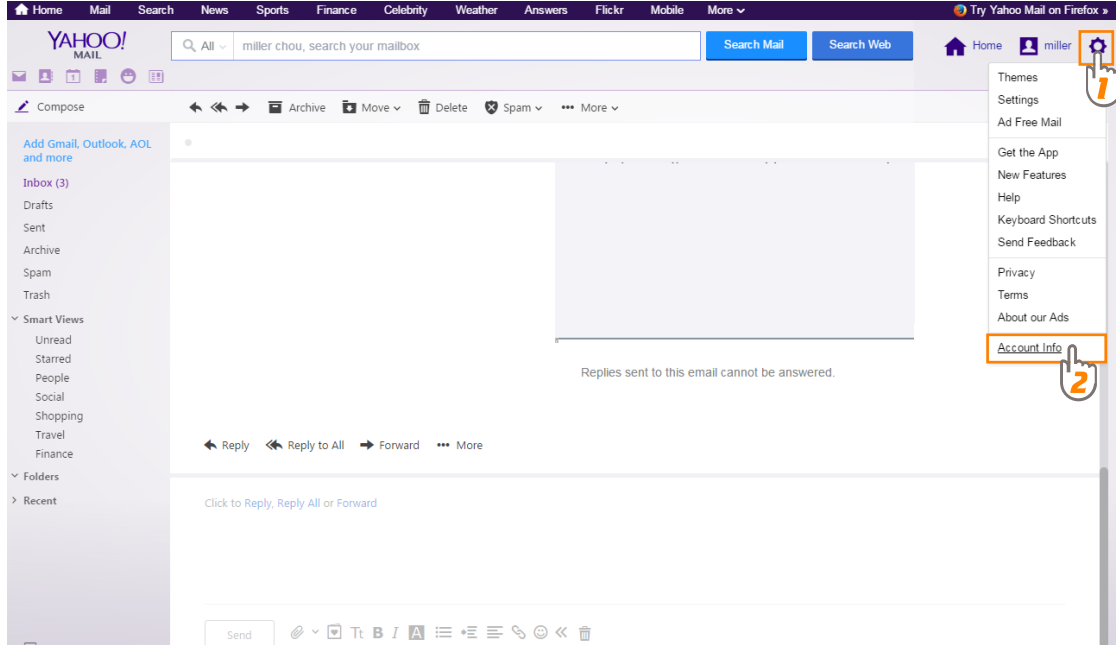 Home Mail Search News Sports Finance Celebrity Weather Answers Flickr Mobile More Try Yahoo Mail on Firefox »
YAHOO!
MAIL
All miller chou, search your mailbox Search Mail Search Web Home miller
1
Compose Archive Move Delete Spam ••• More
Themes
Settings
Ad Free Mail
Get the App
New Features
Help
Keyboard Shortcuts
Send Feedback
Privacy
Terms
About our Ads
Account Info
2
Add Gmail, Outlook, AOL
and more
Inbox (3)
Drafts
Sent
Archive
Spam
Trash
Smart Views
Unread
Starred
People
Social
Shopping
Travel
Finance
Folders
Recent
Replies sent to this email cannot be answered.
Reply Reply to All Forward ••• More
Click to Reply, Reply All or Forward
Send Tt B I A